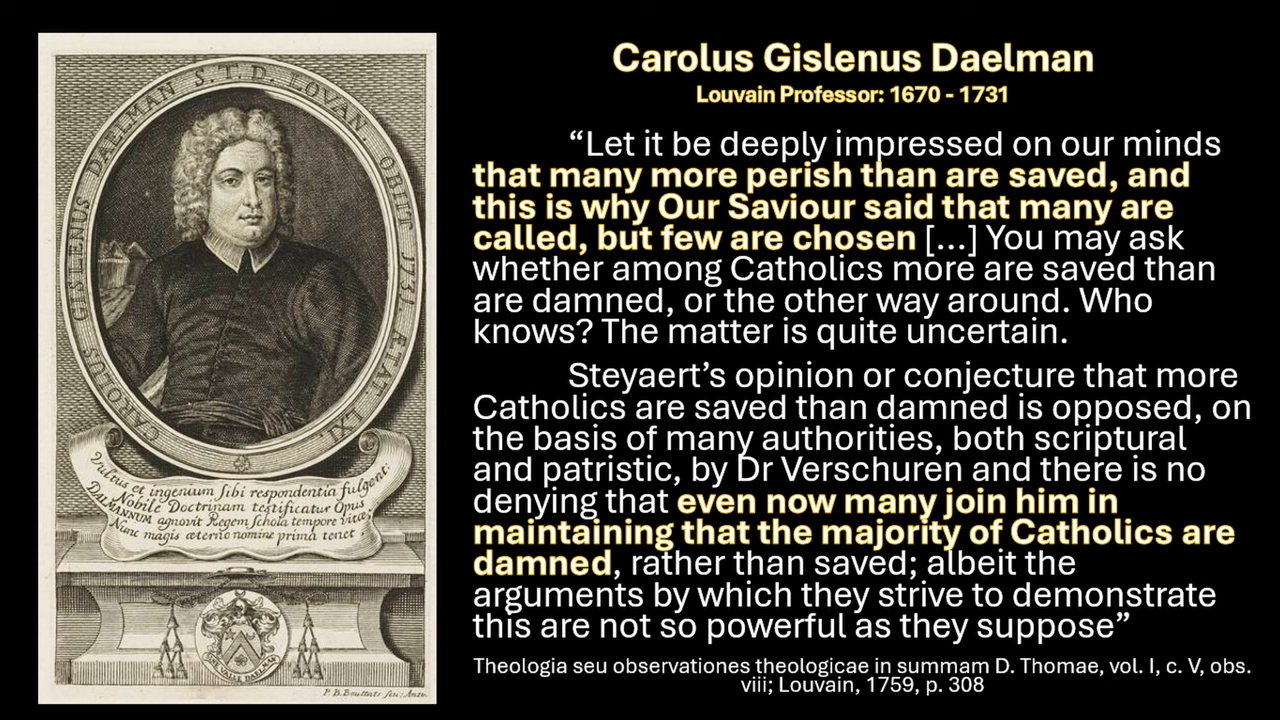 CAROLUS GISLENUS DAELMAN S.T.D. LOVAN. OBIIT 1731. ÆTAT. LXI.
Vultus et ingenium sibi respondentia fulgent:
Nobile Doctrinam testificatur Opus
DALMANNUM agnovit Regem schola tempore vitæ;
Nunc magis æterno nomine prima tenet
P. B. Bouttats
Carolus Gislenus Daelman
Louvain Professor: 1670 - 1731
“Let it be deeply impressed on our minds
that many more perish than are saved, and
this is why Our Saviour said that many are
called, but few are chosen [...] You may ask
whether among Catholics more are saved than
are damned, or the other way around. Who
knows? The matter is quite uncertain.
Steyaert’s opinion or conjecture that more
Catholics are saved than damned is opposed, on
the basis of many authorities, both scriptural
and patristic, by Dr Verschuren and there is no
denying that even now many join him in
maintaining that the majority of Catholics are
damned, rather than saved; albeit the
arguments by which they strive to demonstrate
this are not so powerful as they suppose”
Theologia seu observationes theologicae in summam D. Thomae, vol. I, c. V, obs.
viii; Louvain, 1759, p. 308